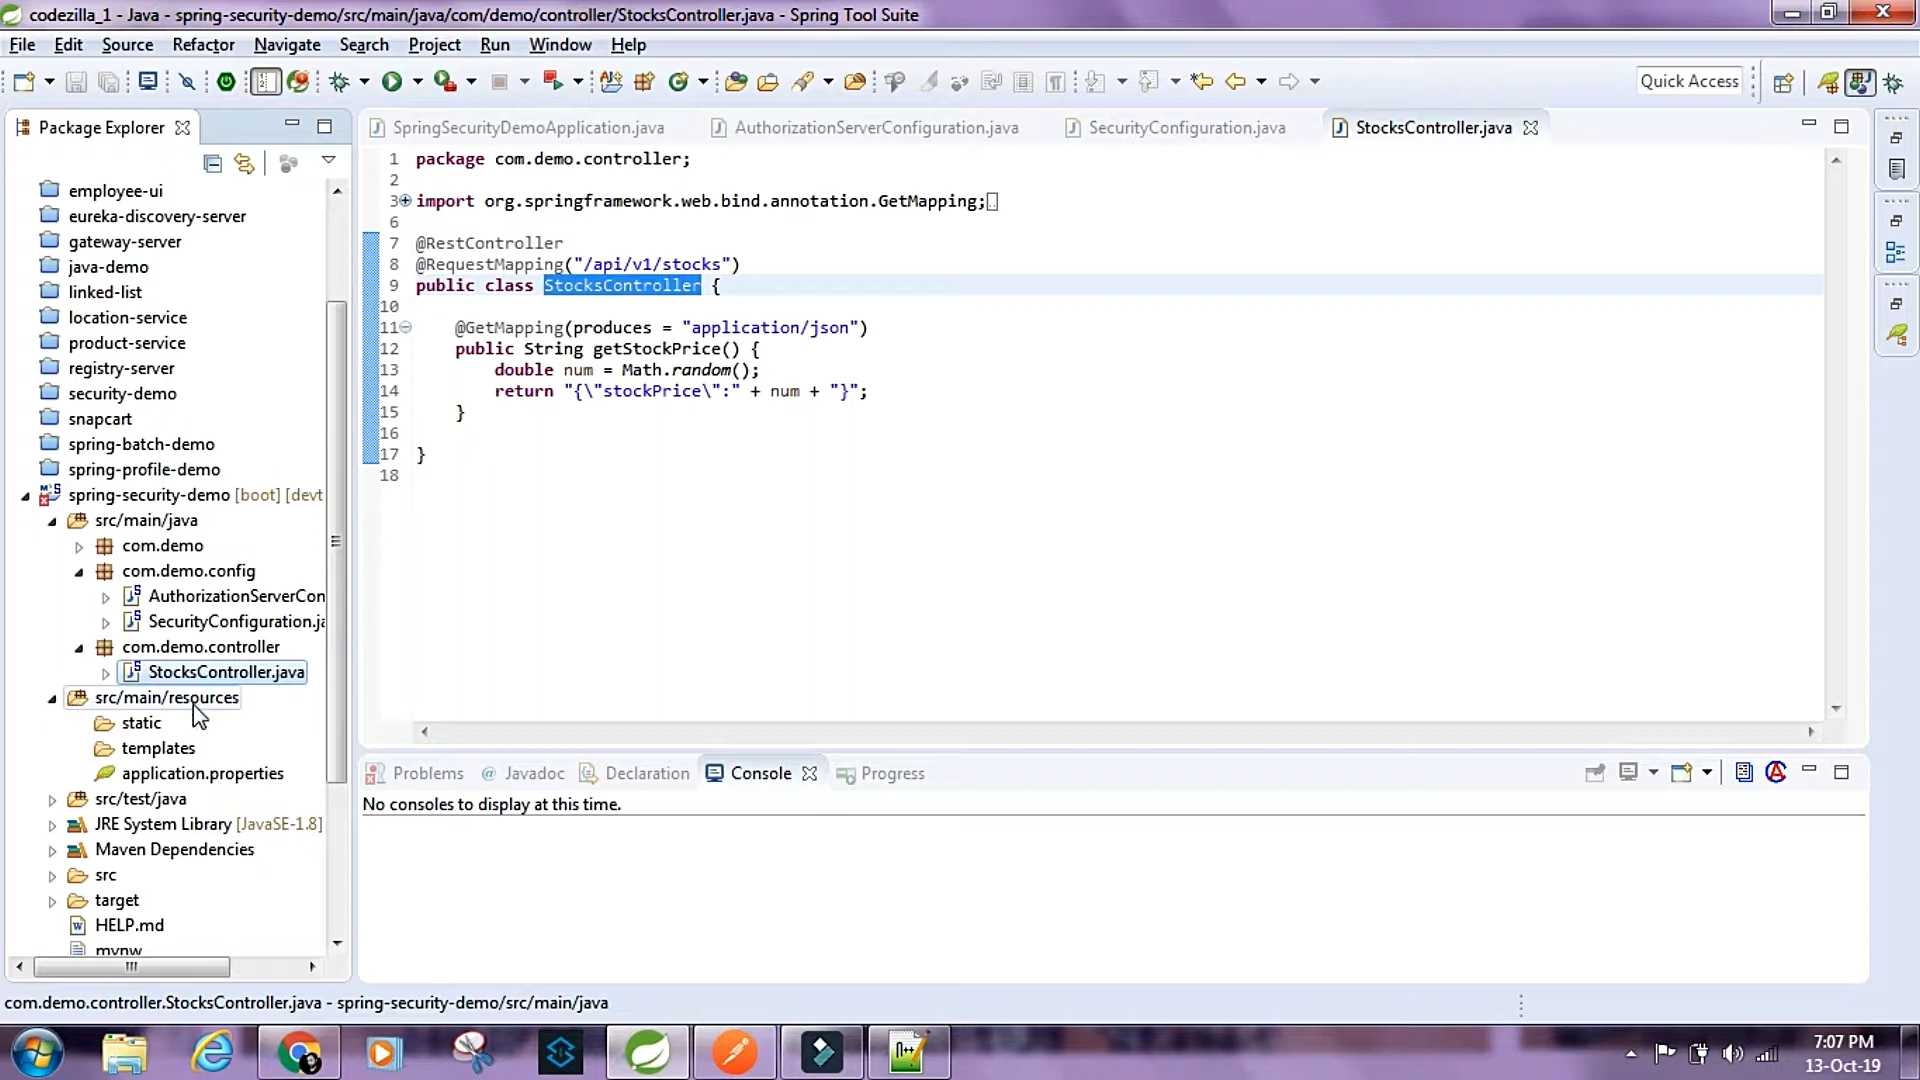 codezilla_1 - Java - spring-security-demo/src/main/java/com/demo/controller/StocksController.java - Spring Tool Suite
File Edit Source Refactor Navigate Search Project Run Window Help
Quick Access
Package Explorer
employee-ui
eureka-discovery-server
gateway-server
java-demo
linked-list
location-service
product-service
registry-server
security-demo
snapcart
spring-batch-demo
spring-profile-demo
spring-security-demo [boot] [devt
src/main/java
com.demo
com.demo.config
AuthorizationServerCon
SecurityConfiguration.ja
com.demo.controller
StocksController.java
src/main/resources
static
templates
application.properties
src/test/java
JRE System Library [JavaSE-1.8]
Maven Dependencies
src
target
HELP.md
mvnw
SpringSecurityDemoApplication.java AuthorizationServerConfiguration.java SecurityConfiguration.java StocksController.java
1 package com.demo.controller;
2
3 import org.springframework.web.bind.annotation.GetMapping;
6
7 @RestController
8 @RequestMapping("/api/v1/stocks")
9 public class StocksController {
10
11 @GetMapping(produces = "application/json")
12 public String getStockPrice() {
13 double num = Math.random();
14 return "{\"stockPrice\":" + num + "}";
15 }
16
17 }
18
Problems @ Javadoc Declaration Console Progress
No consoles to display at this time.
com.demo.controller.StocksController.java - spring-security-demo/src/main/java
7:07 PM
13-Oct-19